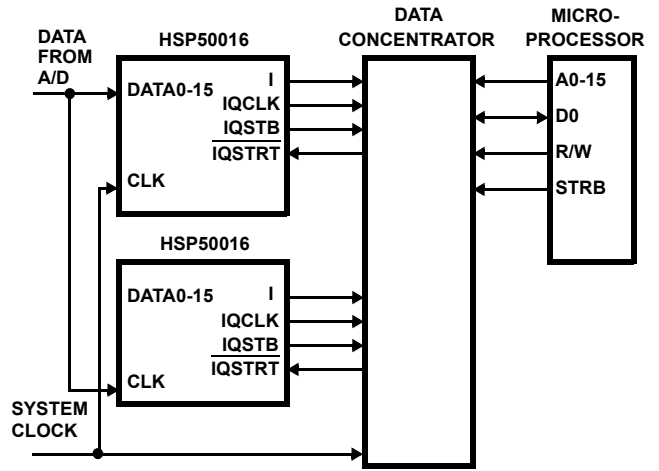 DATA
FROM
A/D
HSP50016
DATA0-15
I
IQCLK
IQSTB
IQSTRT
CLK
HSP50016
DATA0-15
I
IQCLK
IQSTB
IQSTRT
CLK
SYSTEM
CLOCK
DATA
CONCENTRATOR
MICRO-
PROCESSOR
A0-15
D0
R/W
STRB